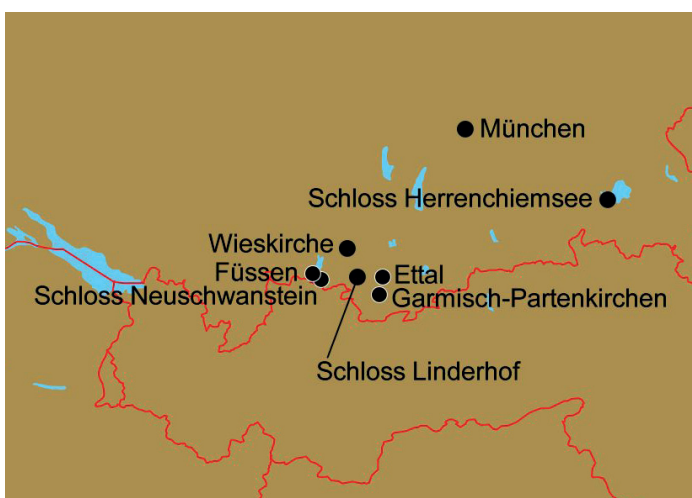 München
Schloss Herrenchiemsee
Wieskirche
Füssen
Ettal
Schloss Neuschwanstein
Garmisch-Partenkirchen
Schloss Linderhof